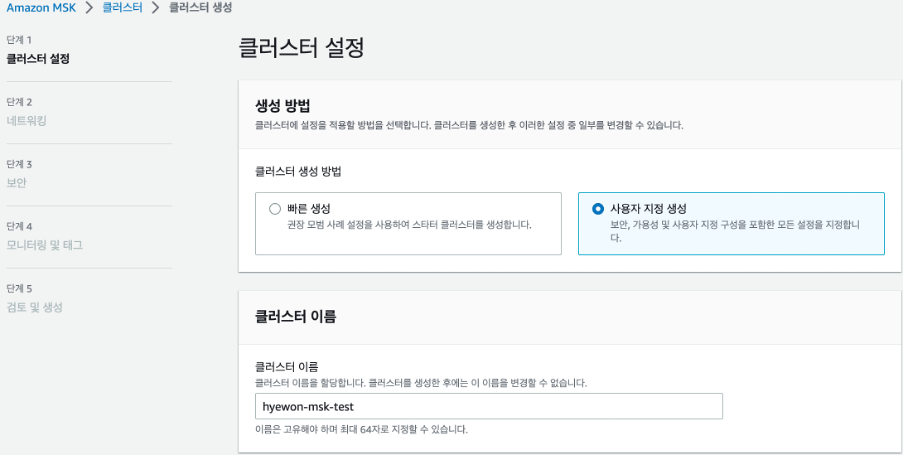 Amazon MSK > 클러스터 > 클러스터 생성
단계 1
클러스터 설정
단계 2
네트워킹
단계 3
보안
단계 4
모니터링 및 태그
단계 5
검토 및 생성
클러스터 설정
생성 방법
클러스터에 설정을 적용할 방법을 선택합니다. 클러스터를 생성한 후 이러한 설정 중 일부를 변경할 수 있습니다.
클러스터 생성 방법
빠른 생성
권장 모범 사례 설정을 사용하여 스타터 클러스터를 생성합니다.
사용자 지정 생성
보안, 가용성 및 사용자 지정 구성을 포함한 모든 설정을 지정합니
다.
클러스터 이름
클러스터 이름
클러스터 이름을 할당합니다. 클러스터를 생성한 후에는 이 이름을 변경할 수 없습니다.
hyewon-msk-test
이름은 고유해야 하며 최대 64자로 지정할 수 있습니다.